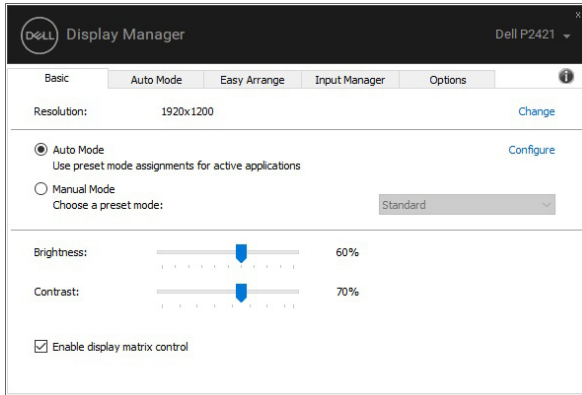 DELL Display Manager Dell P2421
Basic Auto Mode Easy Arrange Input Manager Options
Resolution: 1920x1200 Change
Auto Mode Configure
Use preset mode assignments for active applications
Manual Mode
Choose a preset mode: Standard
Brightness: 60%
Contrast: 70%
Enable display matrix control